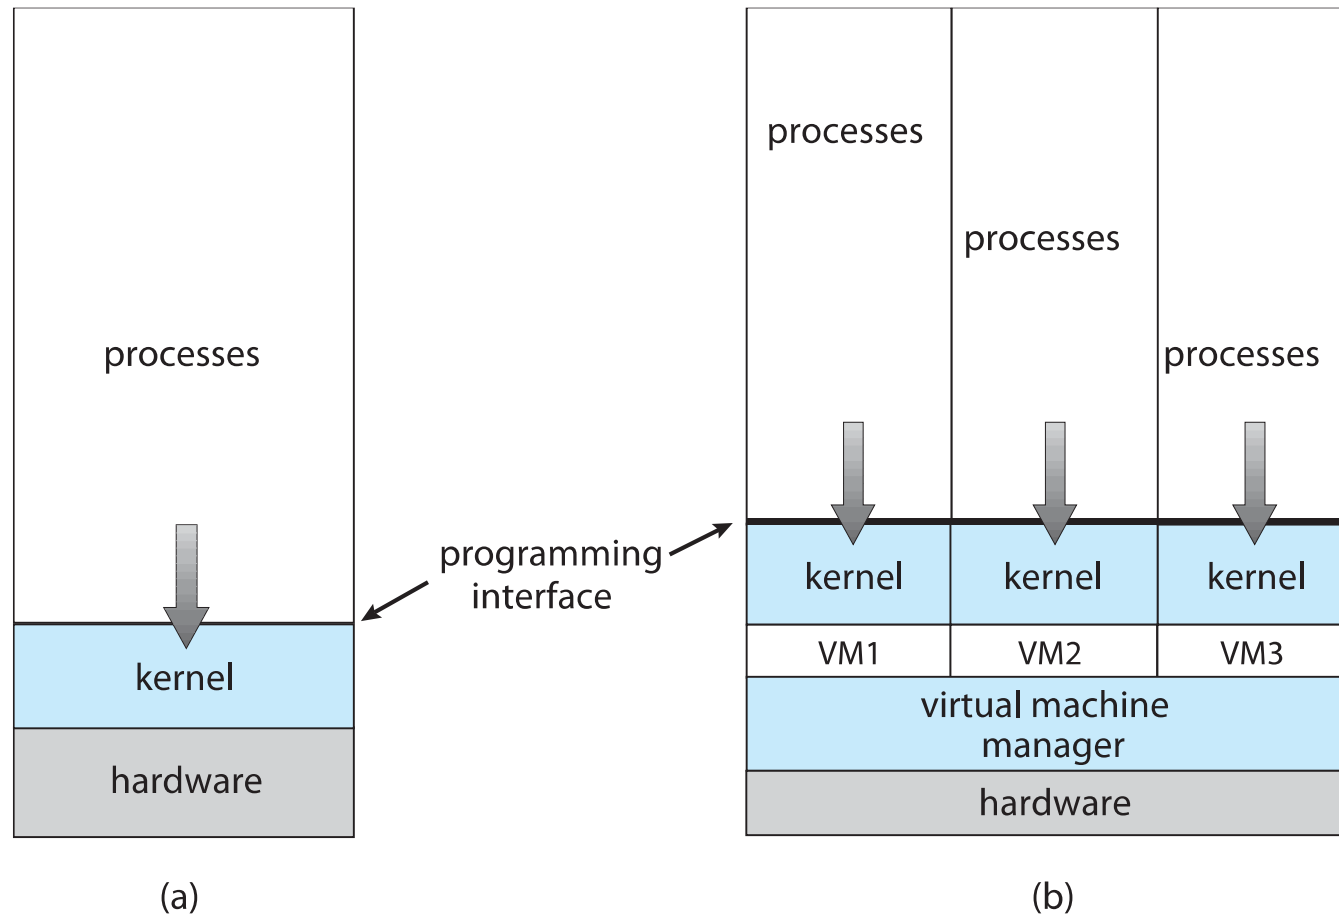 processes
kernel
hardware
(a)
programming
interface
processes
processes
processes
kernel
kernel
kernel
VM1
VM2
VM3
virtual machine
manager
hardware
(b)